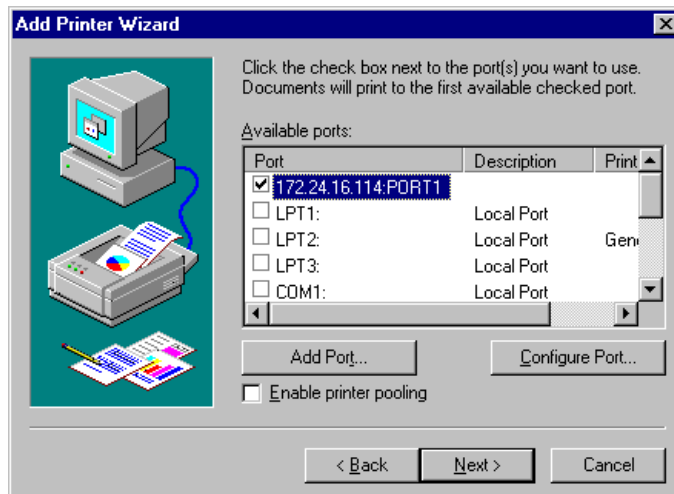 Add Printer Wizard
Click the check box next to the port(s) you want to use.
Documents will print to the first available checked port.
Available ports:
Port Description Print
172.24.16.114:PORT1
LPT1: Local Port
LPT2: Local Port Gene
LPT3: Local Port
COM1: Local Port
Add Port... Configure Port...
Enable printer pooling
< Back Next > Cancel